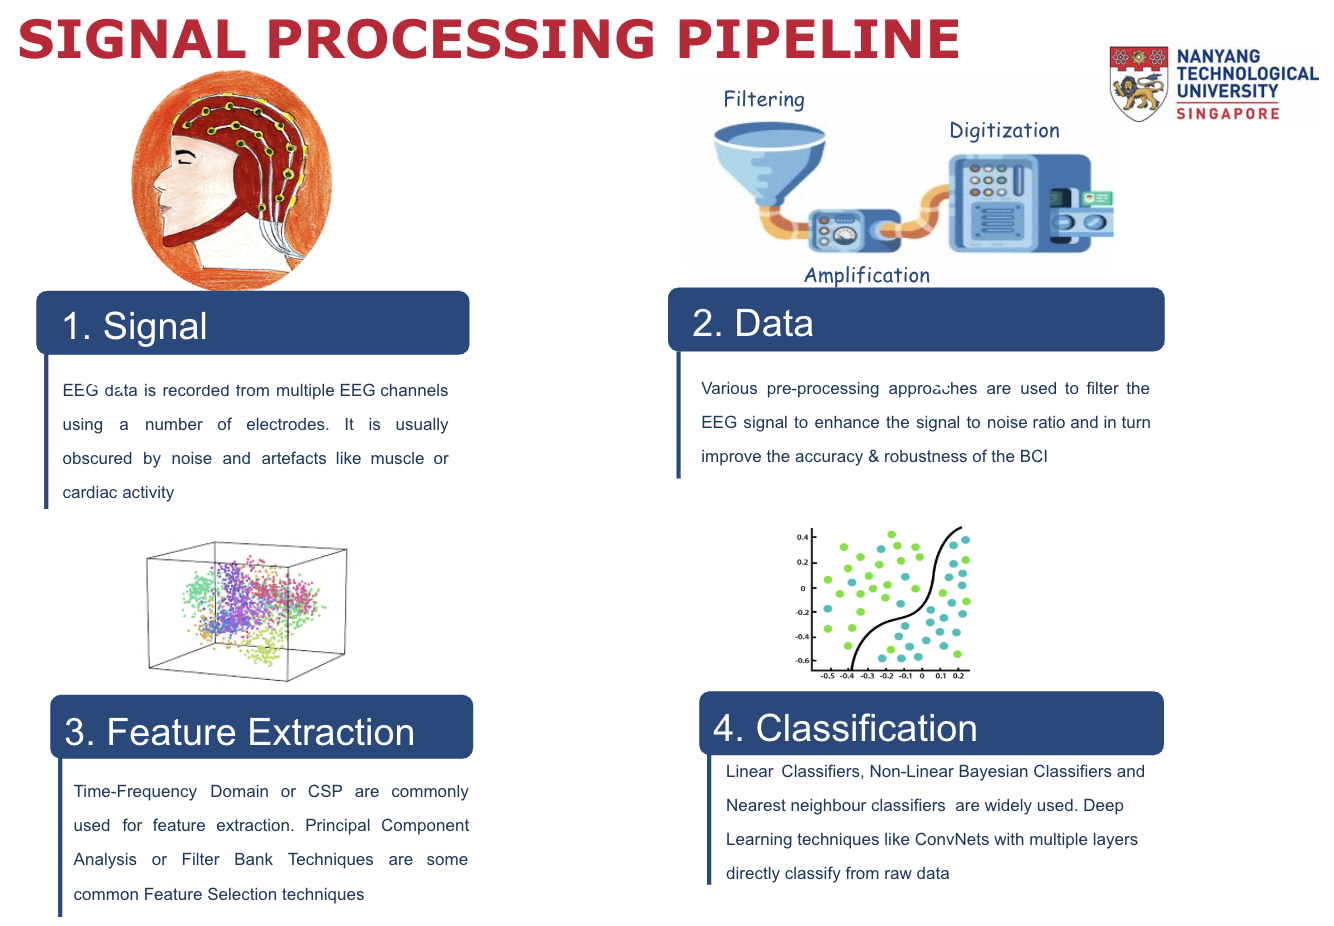 SIGNAL PROCESSING PIPELINE
NANYANG
TECHNOLOGICAL
UNIVERSITY
SINGAPORE
Filtering
Digitization
Amplification
1. Signal
EEG data is recorded from multiple EEG channels
using a number of electrodes. It is usually
obscured by noise and artefacts like muscle or
cardiac activity
2. Data
Various pre-processing approaches are used to filter the
EEG signal to enhance the signal to noise ratio and in turn
improve the accuracy & robustness of the BCI
3. Feature Extraction
Time-Frequency Domain or CSP are commonly
used for feature extraction. Principal Component
Analysis or Filter Bank Techniques are some
common Feature Selection techniques
0.4
0.2
0
-0.2
-0.4
-0.6
-0.5 -0.4 -0.3 -0.2 -0.1 0 0.1 0.2
4. Classification
Linear Classifiers, Non-Linear Bayesian Classifiers and
Nearest neighbour classifiers are widely used. Deep
Learning techniques like ConvNets with multiple layers
directly classify from raw data